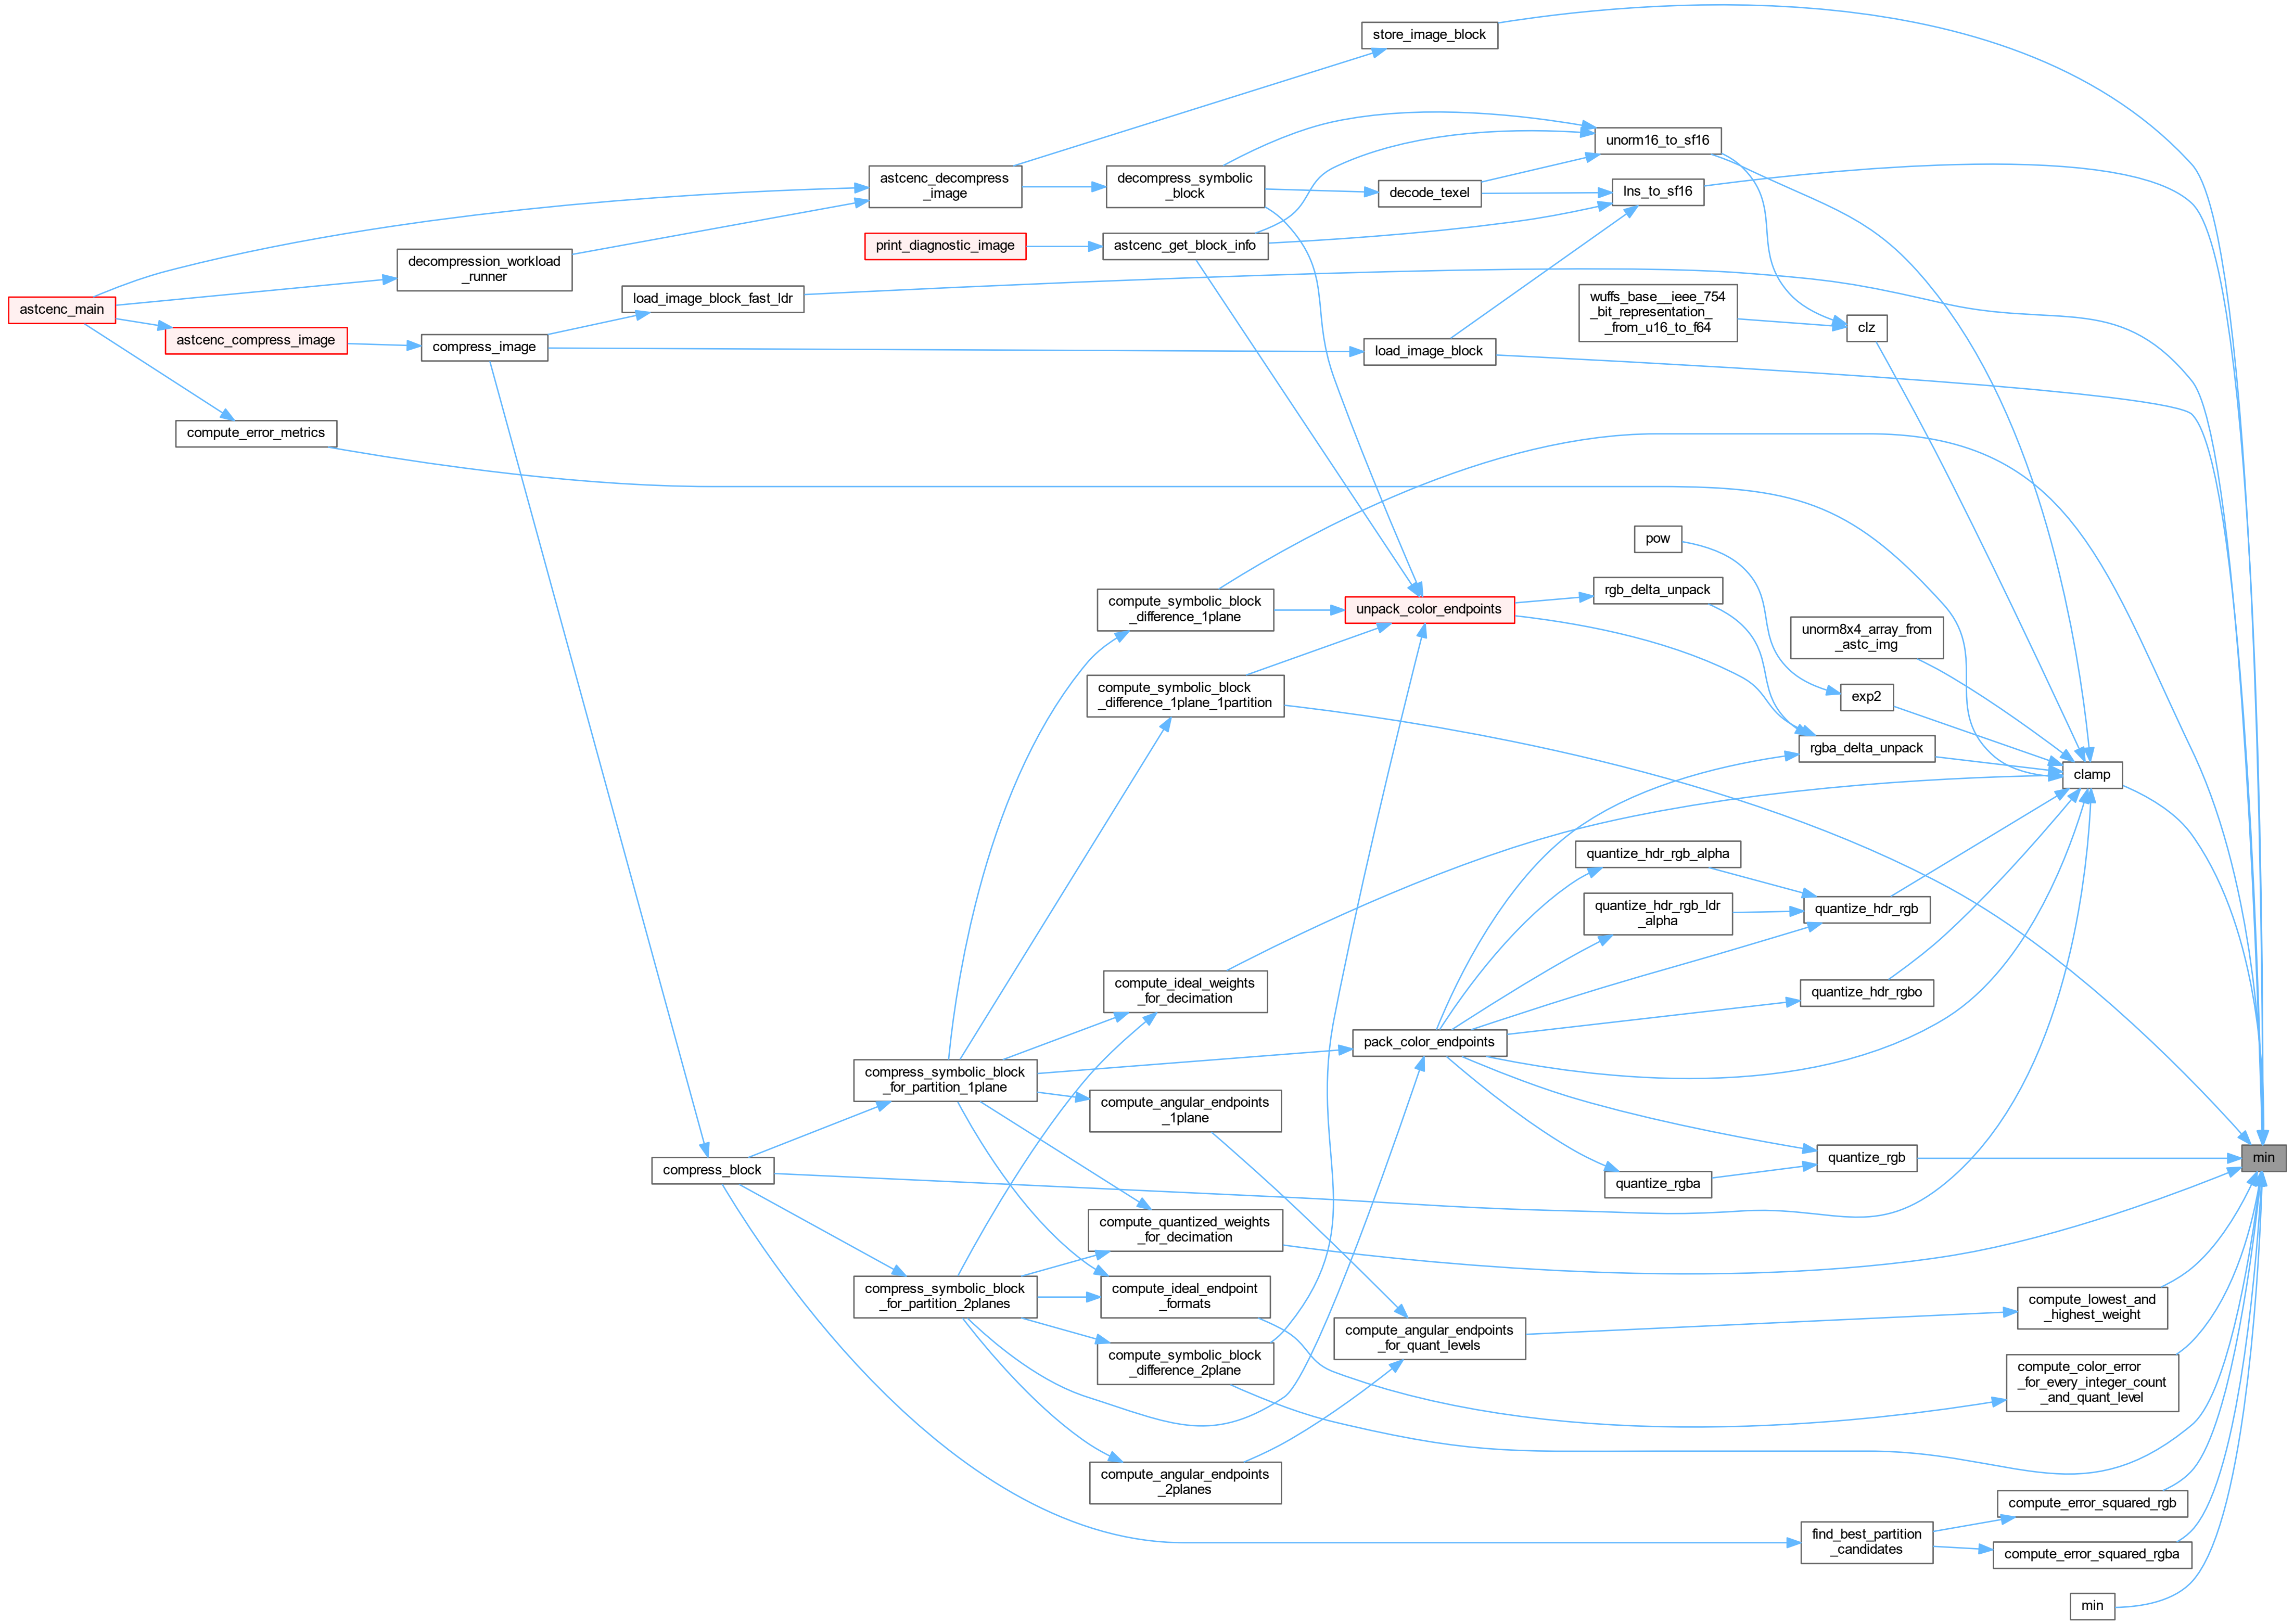 store_image_block
unorm16_to_sf16
astcenc_decompress
_image
decompress_symbolic
_block
decode_texel
lns_to_sf16
print_diagnostic_image
astcenc_get_block_info
decompression_workload
_runner
astcenc_main
load_image_block_fast_ldr
wuffs_base__ieee_754
_bit_representation_
_from_u16_to_f64
clz
astcenc_compress_image
compress_image
load_image_block
compute_error_metrics
pow
compute_symbolic_block
_difference_1plane
unpack_color_endpoints
rgb_delta_unpack
unorm8x4_array_from
_astc_img
compute_symbolic_block
_difference_1plane_1partition
exp2
rgba_delta_unpack
clamp
quantize_hdr_rgb_alpha
quantize_hdr_rgb_ldr
_alpha
quantize_hdr_rgb
compute_ideal_weights
_for_decimation
quantize_hdr_rgbo
pack_color_endpoints
compress_symbolic_block
_for_partition_1plane
compute_angular_endpoints
_1plane
compress_block
quantize_rgba
quantize_rgb
min
compute_quantized_weights
_for_decimation
compress_symbolic_block
_for_partition_2planes
compute_ideal_endpoint
_formats
compute_lowest_and
_highest_weight
compute_symbolic_block
_difference_2plane
compute_angular_endpoints
_for_quant_levels
compute_color_error
_for_every_integer_count
_and_quant_level
compute_angular_endpoints
_2planes
compute_error_squared_rgb
find_best_partition
_candidates
compute_error_squared_rgba
min